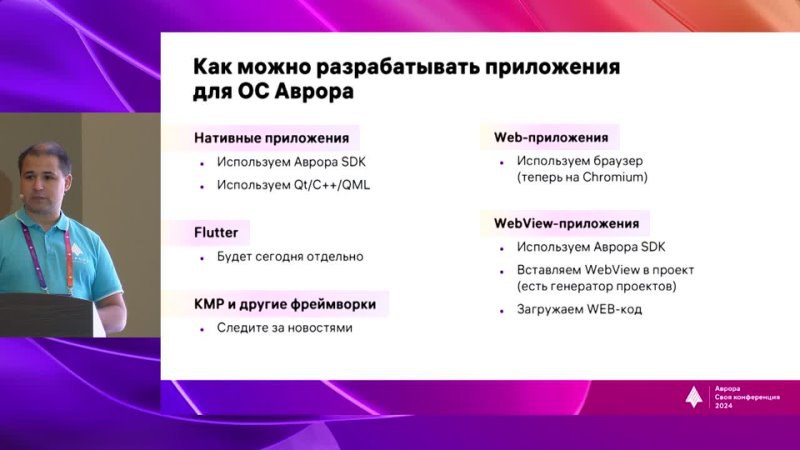 Как можно разрабатывать приложения
для ОС Аврора
Нативные приложения
• Используем Аврора SDK
• Используем Qt/C++/QML
Flutter
• Будет сегодня отдельно
KMP и другие фреймворки
• Следите за новостями
Web-приложения
• Используем браузер
(теперь на Chromium)
WebView-приложения
• Используем Аврора SDK
• Вставляем WebView в проект
(есть генератор проектов)
• Загружаем WEB-код
Аврора
Своя конференция
2024